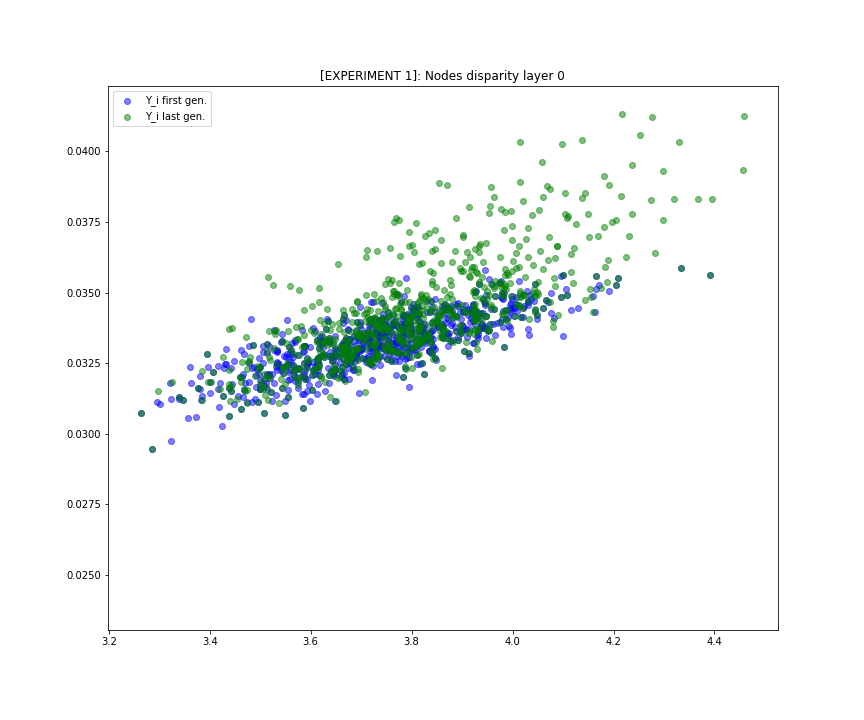 [EXPERIMENT 1]: Nodes disparity layer 0
Y_i first gen.
Y_i last gen.
0.0400
0.0375
0.0350
0.0325
0.0300
0.0275
0.0250
3.2 3.4 3.6 3.8 4.0 4.2 4.4